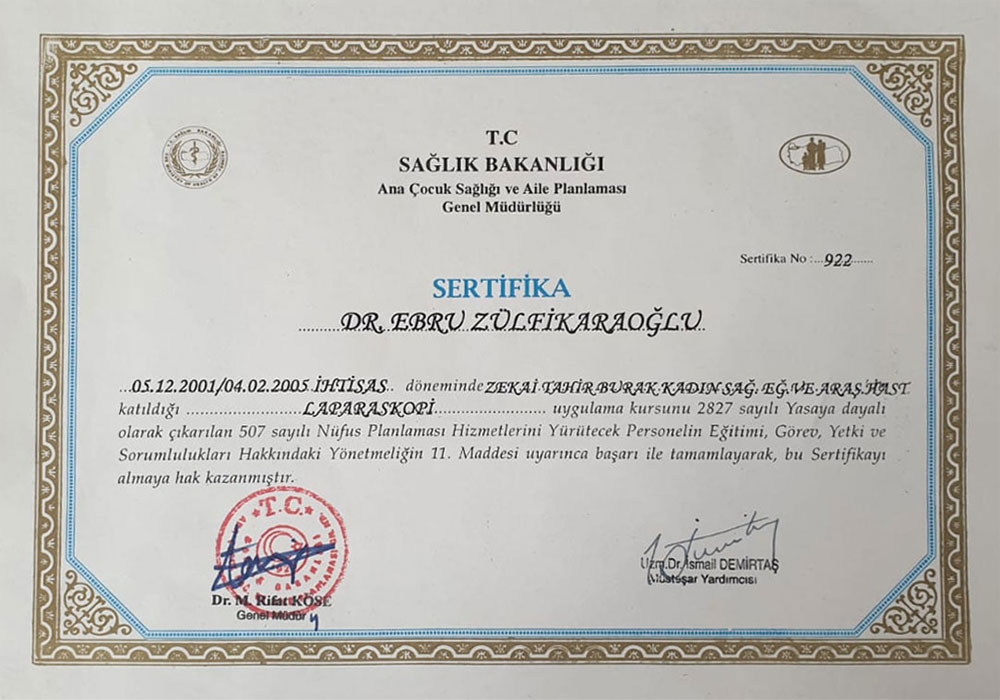 T.C
SAĞLIK BAKANLIĞI
Ana Çocuk Sağlığı ve Aile Planlaması
Genel Müdürlüğü
Sertifika No :...922......
SERTİFİKA
..........DR. EBRU ZÜLFİKARAOĞLU.
...05.12.2001/04.02.2005 İHTİSAS.. döneminde ZEKAİ TAHİR BURAK KADIN SAĞ. EĞ.VE ARAŞ.HAST
katıldığı ..........................LAPARASKOPİ......................... uygulama kursunu 2827 sayılı Yasaya dayalı
olarak çıkarılan 507 sayılı Nüfus Planlaması Hizmetlerini Yürütecek Personelin Eğitimi, Görev, Yetki ve
Sorumlulukları Hakkındaki Yönetmeliğin 11. Maddesi uyarınca başarı ile tamamlayarak, bu Sertifikayı
almaya hak kazanmıştır.
T.C.
Dr. M. Rifat KÖSE
Genel Müdür
Uzm.Dr. İsmail DEMİRTAŞ
Müsteşar Yardımcısı